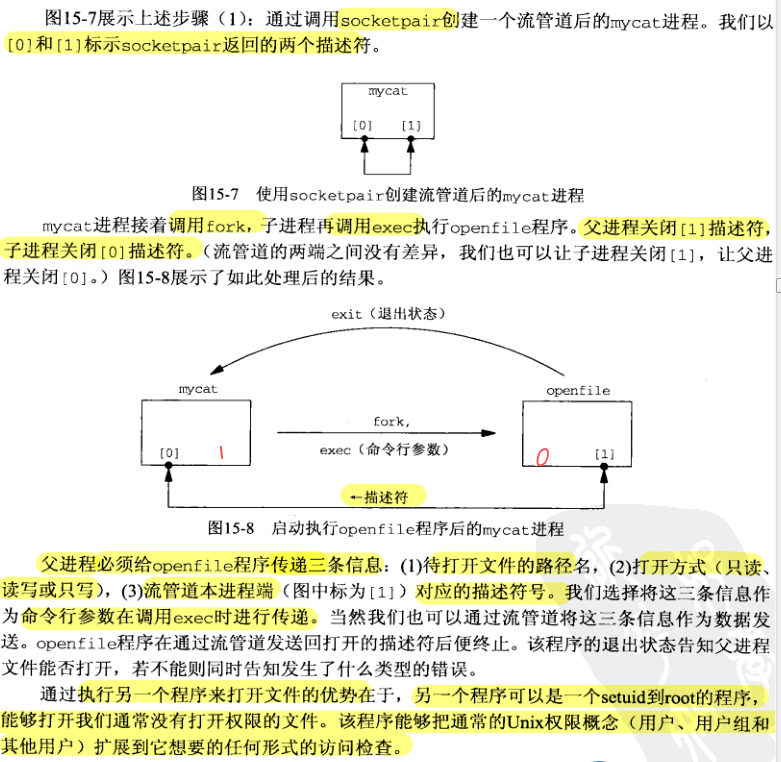 图15-7展示上述步骤（1）：通过调用socketpair创建一个流管道后的mycat进程。我们以
[0]和[1]标示socketpair返回的两个描述符。
mycat
[0] [1]
图15-7 使用socketpair创建流管道后的mycat进程
mycat进程接着调用fork，子进程再调用exec执行openfile程序。父进程关闭[1]描述符，
子进程关闭[0]描述符。（流管道的两端之间没有差异，我们也可以让子进程关闭[1]，让父进
程关闭[0]。）图15-8展示了如此处理后的结果。
exit（退出状态）
mycat
openfile
fork,
exec（命令行参数）
[0] 1
0 [1]
←描述符
图15-8 启动执行openfile程序后的mycat进程
父进程必须给openfile程序传递三条信息：(1)待打开文件的路径名，(2)打开方式（只读、
读写或只写），(3)流管道本进程端（图中标为[1]）对应的描述符号。我们选择将这三条信息作
为命令行参数在调用exec时进行传递。当然我们也可以通过流管道将这三条信息作为数据发
送。openfile程序在通过流管道发送回打开的描述符后便终止。该程序的退出状态告知父进程
文件能否打开，若不能则同时告知发生了什么类型的错误。
通过执行另一个程序来打开文件的优势在于，另一个程序可以是一个setuid到root的程序，
能够打开我们通常没有打开权限的文件。该程序能够把通常的Unix权限概念（用户、用户组和
其他用户）扩展到它想要的任何形式的访问检查。